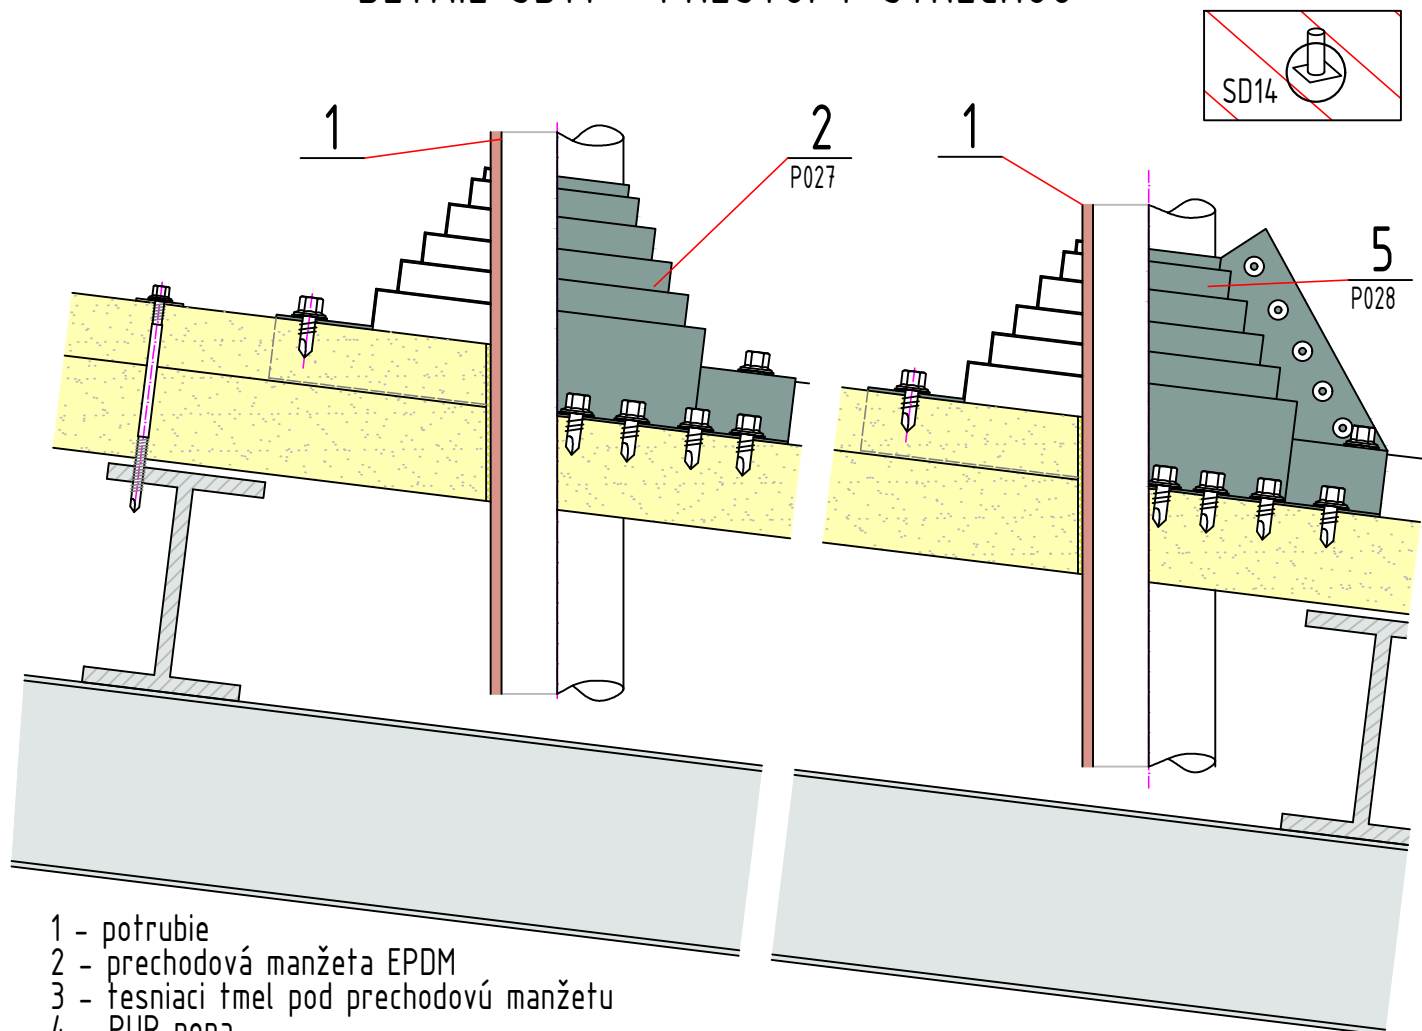 SD14
1
2
P027
1
5
P028
1 - potrubie
2 - prechodová manžeta EPDM
3 - tesniaci tmel pod prechodovú manžetu